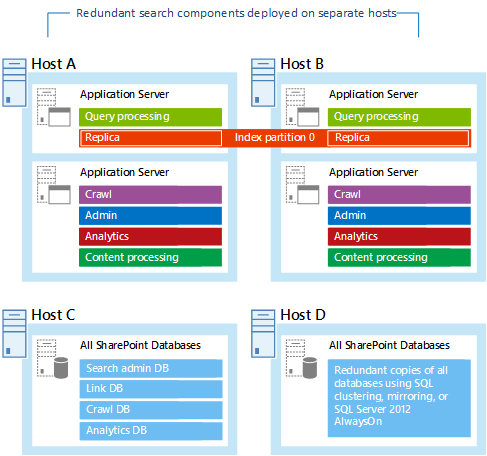 Redundant search components deployed on separate hosts
Host A
Application Server
Query processing
Replica
Index partition 0
Application Server
Crawl
Admin
Analytics
Content processing
Host B
Application Server
Query processing
Replica
Application Server
Crawl
Admin
Analytics
Content processing
Host C
All SharePoint Databases
Search admin DB
Link DB
Crawl DB
Analytics DB
Host D
All SharePoint Databases
Redundant copies of all
databases using SQL
clustering, mirroring, or
SQL Server 2012
AlwaysOn